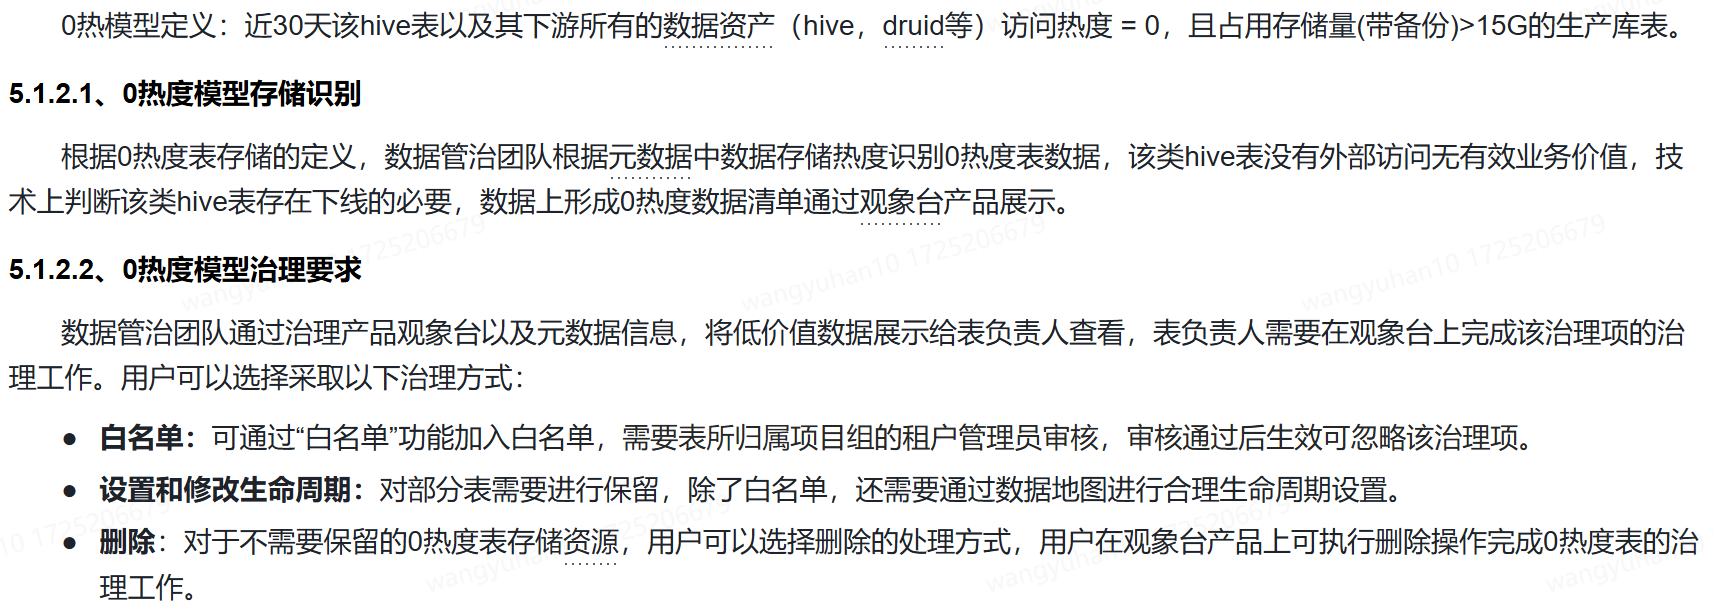 0热模型定义：近30天该hive表以及其下游所有的数据资产（hive，druid等）访问热度 = 0，且占用存储量(带备份)>15G的生产库表。
5.1.2.1、0热度模型存储识别
根据0热度表存储的定义，数据管治团队根据元数据中数据存储热度识别0热度表数据，该类hive表没有外部访问无有效业务价值，技
术上判断该类hive表存在下线的必要，数据上形成0热度数据清单通过观象台产品展示。
5.1.2.2、0热度模型治理要求
数据管治团队通过治理产品观象台以及元数据信息，将低价值数据展示给表负责人查看，表负责人需要在观象台上完成该治理项的治
理工作。用户可以选择采取以下治理方式：
● 白名单：可通过“白名单”功能加入白名单，需要表所归属项目组的租户管理员审核，审核通过后生效可忽略该治理项。
● 设置和修改生命周期：对部分表需要进行保留，除了白名单，还需要通过数据地图进行合理生命周期设置。
● 删除：对于不需要保留的0热度表存储资源，用户可以选择删除的处理方式，用户在观象台产品上可执行删除操作完成0热度表的治
理工作。
wangyuhan10 1725206679
wangyuhan10 1725206679
wangyuhan10 1725206679